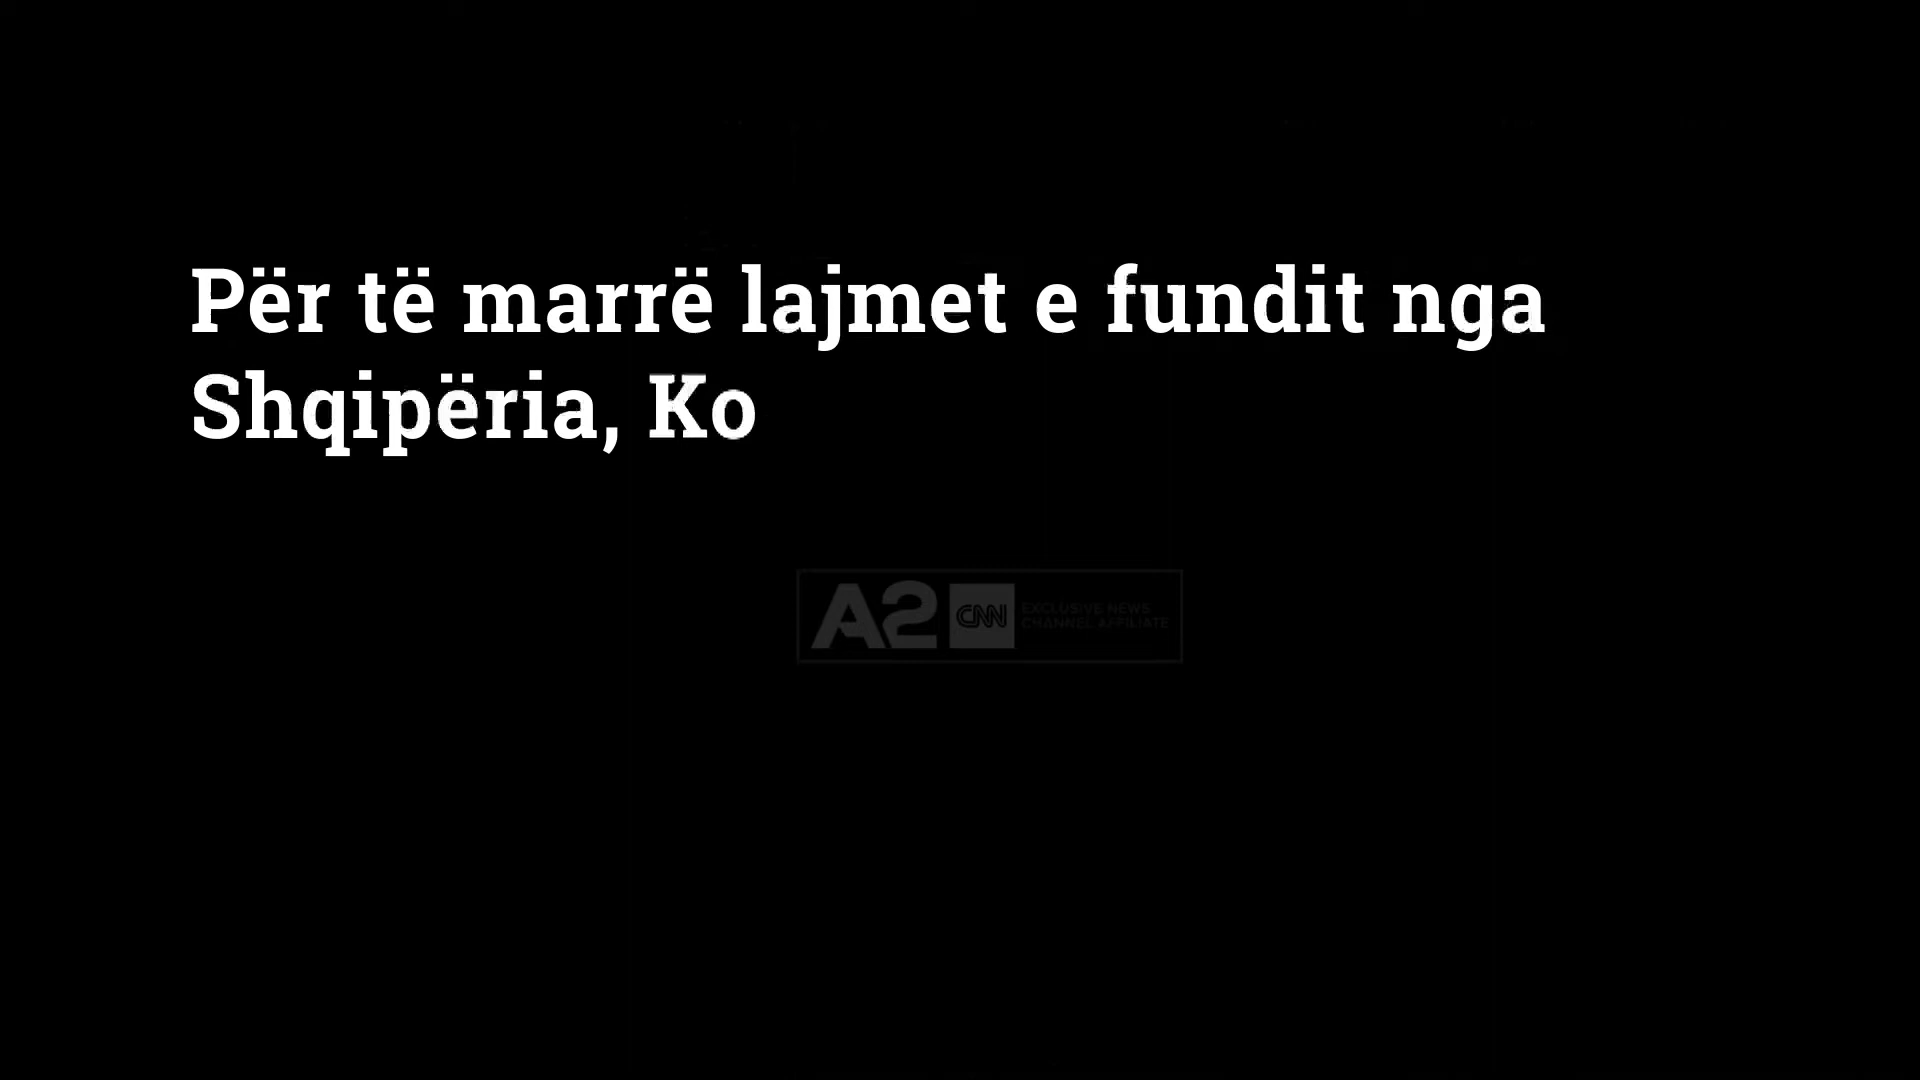 Për të marrë lajmet e fundit nga
Shqipëria, Ko
A2 CNN EXCLUSIVE NEWS
CHANNEL AFFILIATE